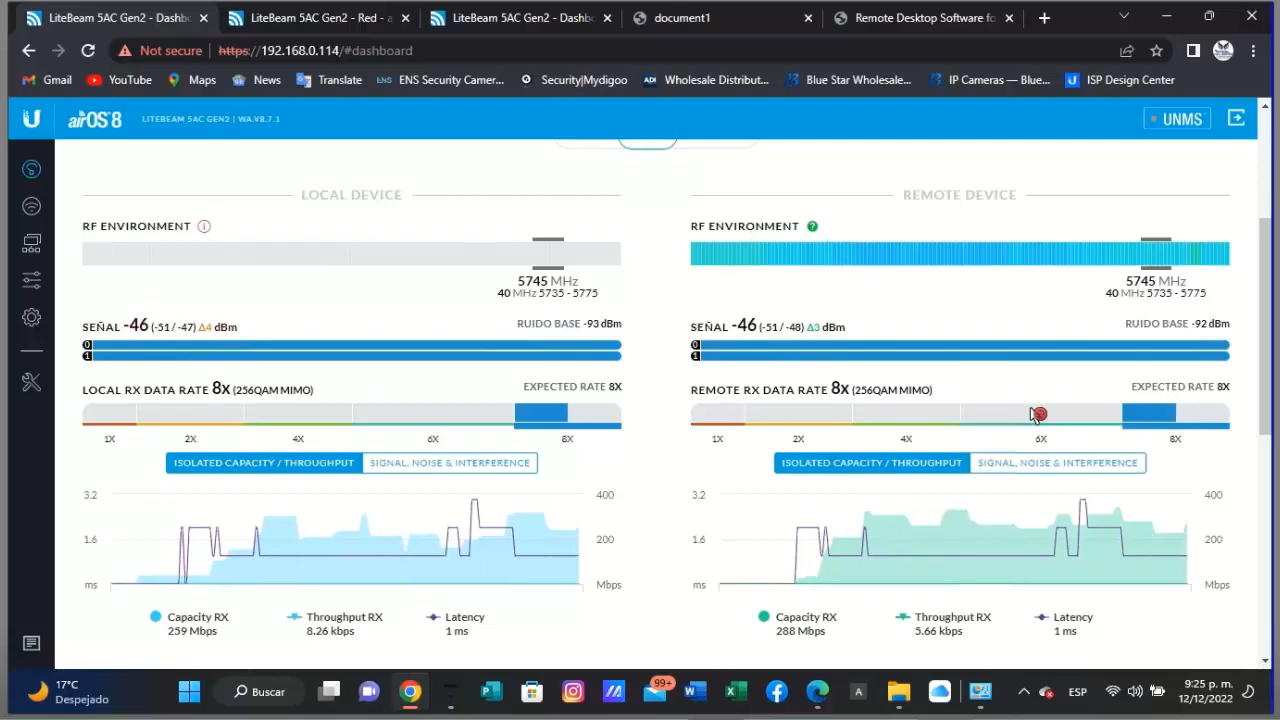 LiteBeam 5AC Gen2 - Dashbo
LiteBeam 5AC Gen2 - Red - a
LiteBeam 5AC Gen2 - Dashbo
document1
Remote Desktop Software fo
Not secure
https://192.168.0.114/#dashboard
Gmail
YouTube
Maps
News
Translate
ENS
ENS Security Camer...
Security|Mydigoo
ADI
Wholesale Distribut...
Blue Star Wholesale...
IP Cameras — Blue...
ISP Design Center
U
airOS 8
LITEBEAM 5AC GEN2 | WA.V8.7.1
UNMS
LOCAL DEVICE
RF ENVIRONMENT
5745 MHz
40 MHz 5735 - 5775
SEÑAL -46 (-51 / -47) Δ4 dBm
RUIDO BASE -93 dBm
0
1
LOCAL RX DATA RATE 8x (256QAM MIMO)
EXPECTED RATE 8X
1X 2X 4X 6X 8X
ISOLATED CAPACITY / THROUGHPUT
SIGNAL, NOISE & INTERFERENCE
3.2 400
1.6 200
ms Mbps
Capacity RX
259 Mbps
Throughput RX
8.26 kbps
Latency
1 ms
REMOTE DEVICE
RF ENVIRONMENT ?
5745 MHz
40 MHz 5735 - 5775
SEÑAL -46 (-51 / -48) Δ3 dBm
RUIDO BASE -92 dBm
0
1
REMOTE RX DATA RATE 8x (256QAM MIMO)
EXPECTED RATE 8X
1X 2X 4X 6X 8X
ISOLATED CAPACITY / THROUGHPUT
SIGNAL, NOISE & INTERFERENCE
3.2 400
1.6 200
ms Mbps
Capacity RX
288 Mbps
Throughput RX
5.66 kbps
Latency
1 ms
17°C
Despejado
Buscar
99+
A
ESP
9:25 p. m.
12/12/2022